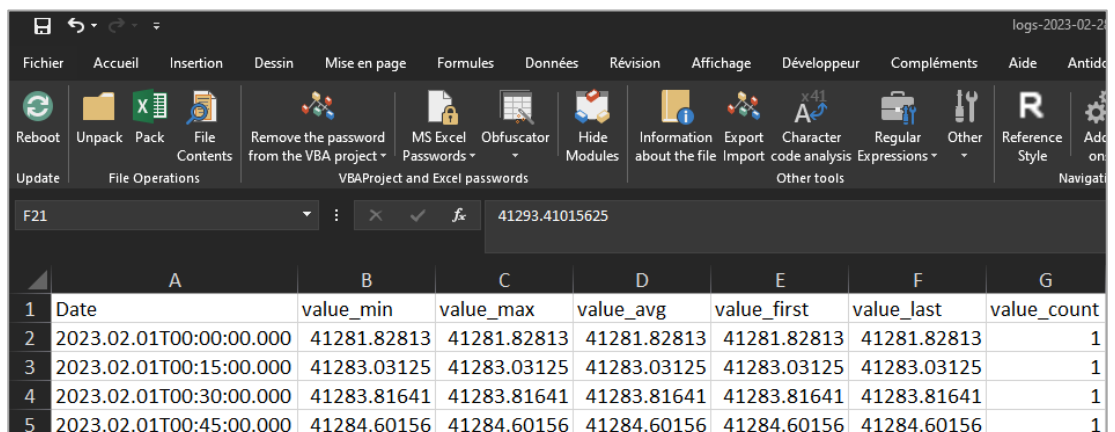 logs-2023-02-28
Fichier Accueil Insertion Dessin Mise en page Formules Données Révision Affichage Développeur Compléments Aide Antido
Reboot Unpack Pack File Contents Remove the password from the VBA project MS Excel Passwords Obfuscator Hide Modules Information about the file Export Import x41 A Character code analysis Regular Expressions Other R Reference Style Add on
Update File Operations VBAProject and Excel passwords Other tools Navigati
F21 fx 41293.41015625
A B C D E F G
1 Date value_min value_max value_avg value_first value_last value_count
2 2023.02.01T00:00:00.000 41281.82813 41281.82813 41281.82813 41281.82813 41281.82813 1
3 2023.02.01T00:15:00.000 41283.03125 41283.03125 41283.03125 41283.03125 41283.03125 1
4 2023.02.01T00:30:00.000 41283.81641 41283.81641 41283.81641 41283.81641 41283.81641 1
5 2023.02.01T00:45:00.000 41284.60156 41284.60156 41284.60156 41284.60156 41284.60156 1